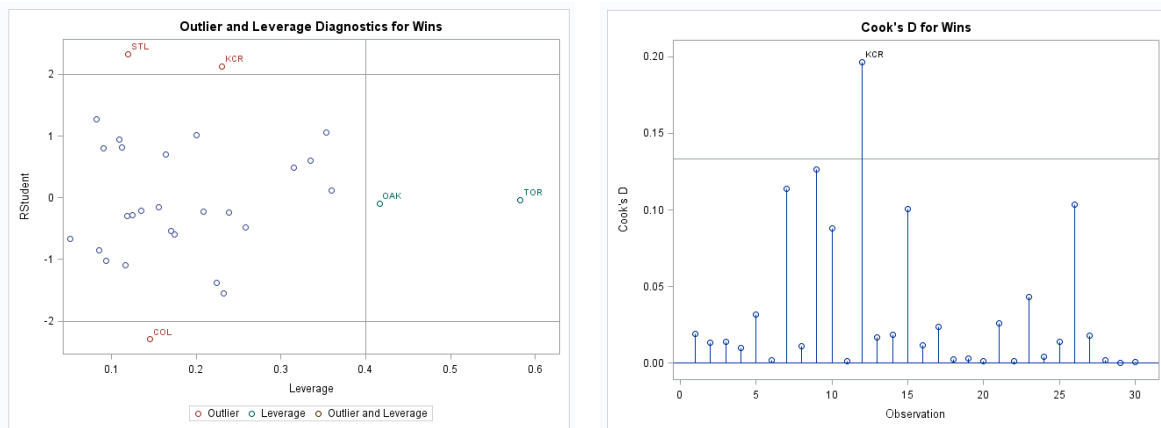 Outlier and Leverage Diagnostics for Wins
STL
KCR
OAK
TOR
COL
2
1
0
-1
-2
RStudent
0.1
0.2
0.3
0.4
0.5
0.6
Leverage
Outlier
Leverage
Outlier and Leverage
Cook's D for Wins
KCR
0.20
0.15
0.10
0.05
0.00
Cook's D
0
5
10
15
20
25
30
Observation